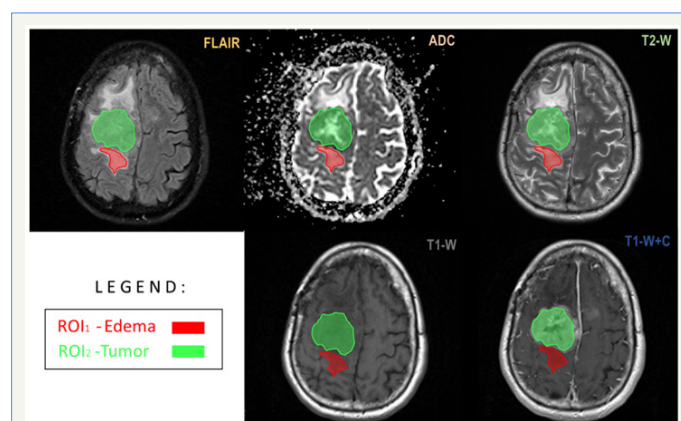 FLAIR
ADC
T2-W
T1-W
T1-W+C
LEGEND:
ROI₁ - Edema
ROI₂ -Tumor